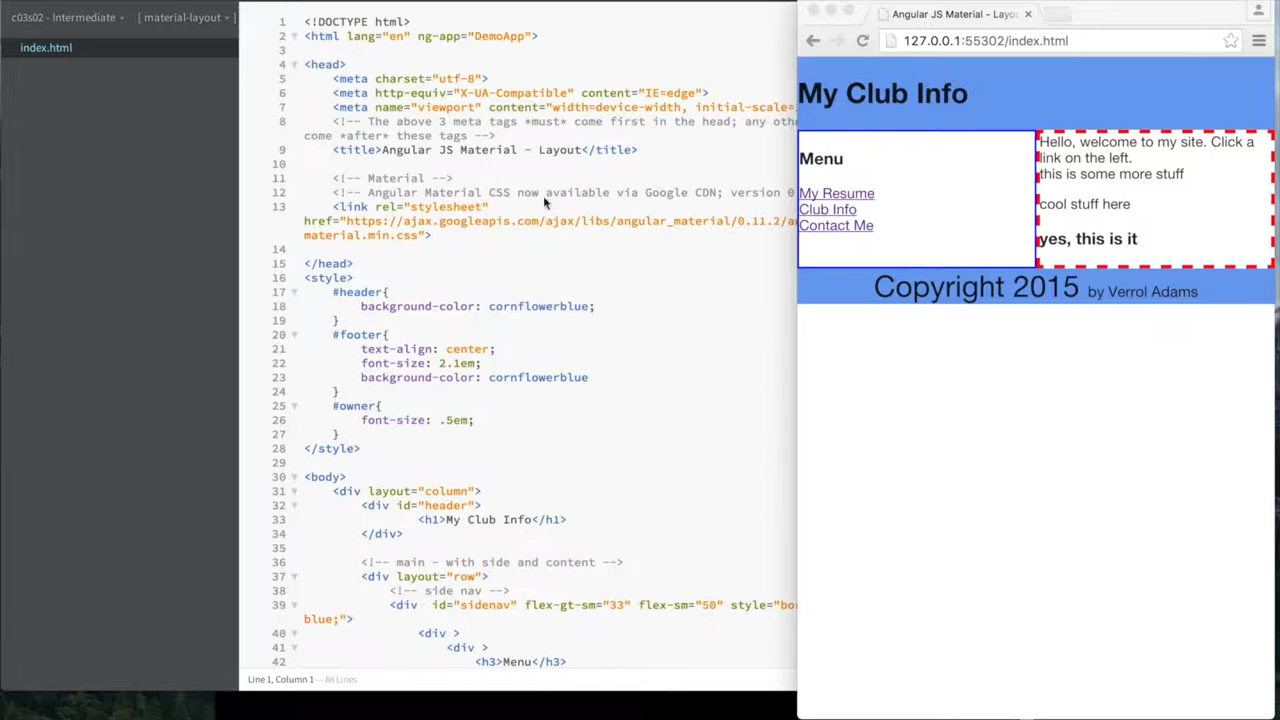 c03s02 - Intermediate
[ material-layout ]
index.html
1 <!DOCTYPE html>
2 <html lang="en" ng-app="DemoApp">
3
4 <head>
5 <meta charset="utf-8">
6 <meta http-equiv="X-UA-Compatible" content="IE=edge">
7 <meta name="viewport" content="width=device-width, initial-scale=
8 <!-- The above 3 meta tags *must* come first in the head; any oth
come *after* these tags -->
9 <title>Angular JS Material - Layout</title>
10
11 <!-- Material -->
12 <!-- Angular Material CSS now available via Google CDN; version 0
13 <link rel="stylesheet"
href="https://ajax.googleapis.com/ajax/libs/angular_material/0.11.2/an
material.min.css">
14
15 </head>
16 <style>
17 #header{
18 background-color: cornflowerblue;
19 }
20 #footer{
21 text-align: center;
22 font-size: 2.1em;
23 background-color: cornflowerblue
24 }
25 #owner{
26 font-size: .5em;
27 }
28 </style>
29
30 <body>
31 <div layout="column">
32 <div id="header">
33 <h1>My Club Info</h1>
34 </div>
35
36 <!-- main - with side and content -->
37 <div layout="row">
38 <!-- side nav -->
39 <div id="sidenav" flex-gt-sm="33" flex-sm="50" style="bor
blue;">
40 <div >
41 <div >
42 <h3>Menu</h3>
Line 1, Column 1 — 86 Lines
Angular JS Material - Layou
127.0.0.1:55302/index.html
My Club Info
Menu
My Resume
Club Info
Contact Me
Hello, welcome to my site. Click a
link on the left.
this is some more stuff
cool stuff here
yes, this is it
Copyright 2015 by Verrol Adams